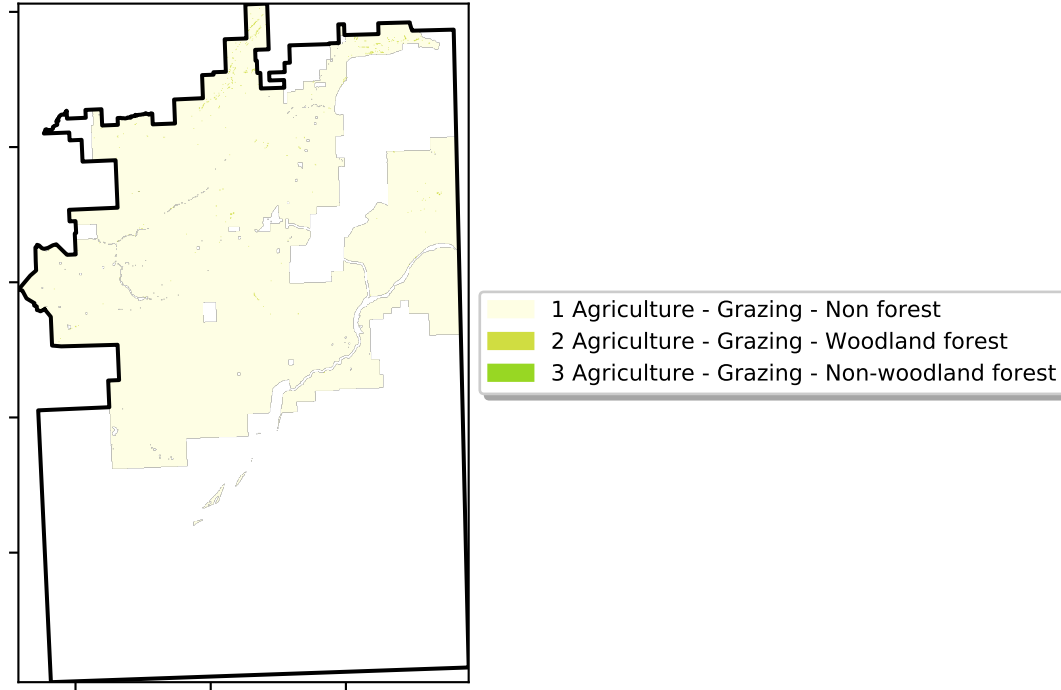 1 Agriculture - Grazing - Non forest
2 Agriculture - Grazing - Woodland forest
3 Agriculture - Grazing - Non-woodland forest